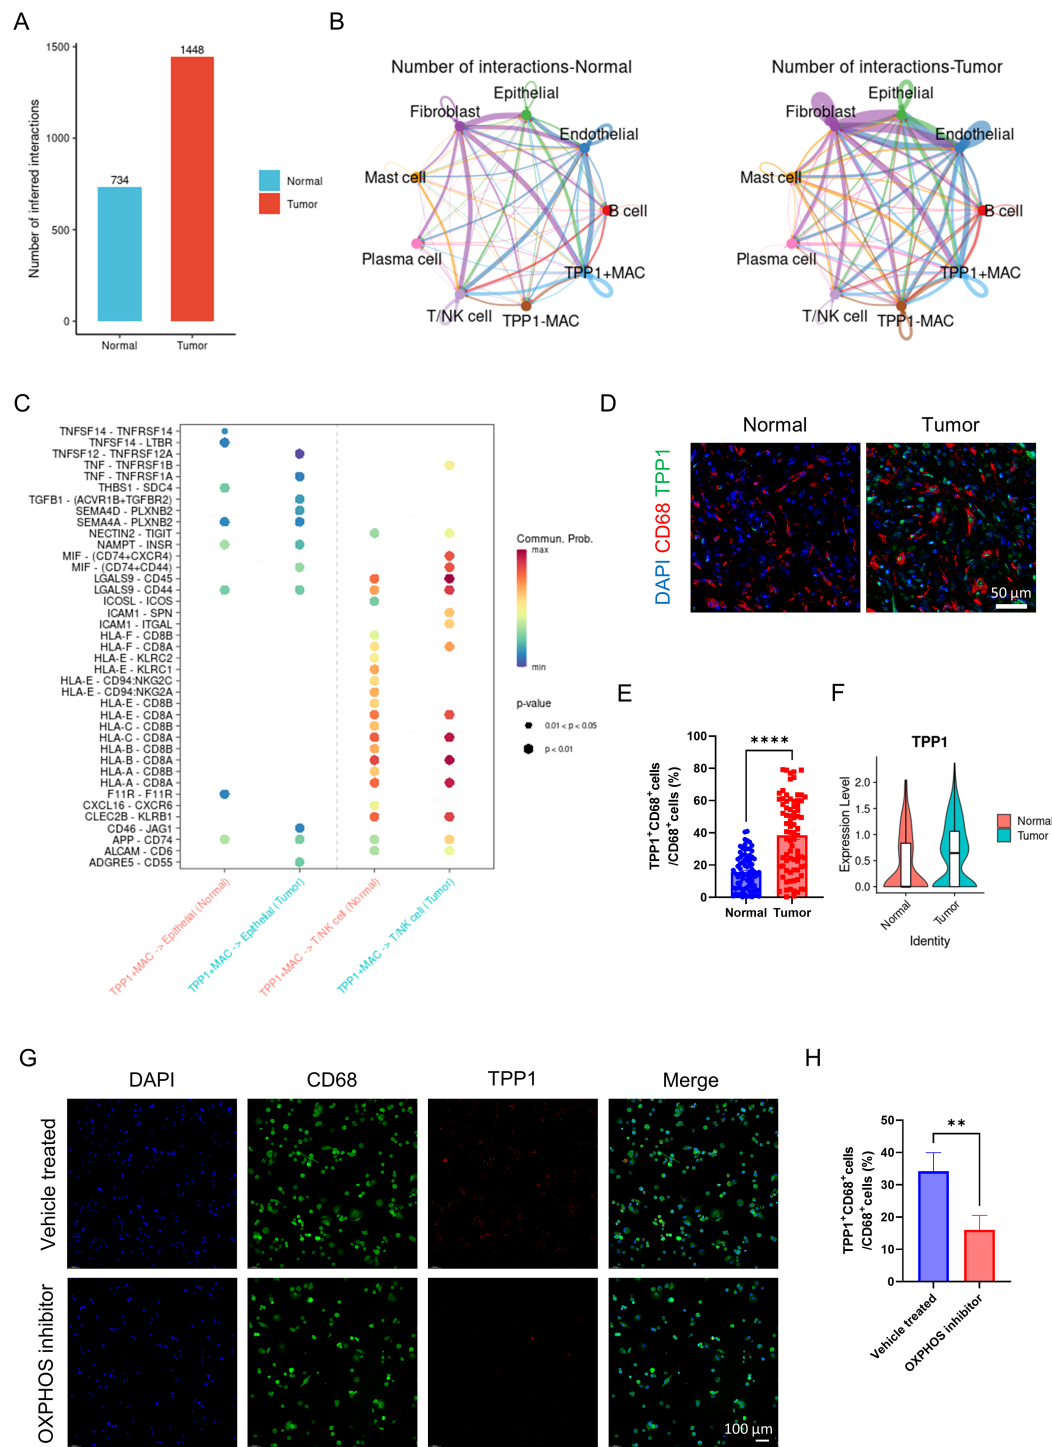 A
1500
1000
500
0
Number of inferred interactions
734
1448
Normal
Tumor
Normal
Tumor
B
Number of interactions-Normal
Epithelial
Fibroblast
Endothelial
Mast cell
B cell
Plasma cell
TPP1+MAC
T/NK cell
TPP1-MAC
Number of interactions-Tumor
Epithelial
Fibroblast
Endothelial
Mast cell
B cell
Plasma cell
TPP1+MAC
T/NK cell
TPP1-MAC
C
TNFSF14 - TNFRSF14
TNFSF14 - LTBR
TNFSF12 - TNFRSF12A
TNF - TNFRSF1B
TNF - TNFRSF1A
THBS1 - SDC4
TGFB1 - (ACVR1B+TGFBR2)
SEMA4D - PLXNB2
SEMA4A - PLXNB2
NECTIN2 - TIGIT
NAMPT - INSR
MIF - (CD74+CXCR4)
MIF - (CD74+CD44)
LGALS9 - CD45
LGALS9 - CD44
ICOSL - ICOS
ICAM1 - SPN
ICAM1 - ITGAL
HLA-F - CD8B
HLA-F - CD8A
HLA-E - KLRC2
HLA-E - KLRC1
HLA-E - CD94:NKG2C
HLA-E - CD94:NKG2A
HLA-E - CD8B
HLA-E - CD8A
HLA-C - CD8B
HLA-C - CD8A
HLA-B - CD8B
HLA-B - CD8A
HLA-A - CD8B
HLA-A - CD8A
F11R - F11R
CXCL16 - CXCR6
CLEC2B - KLRB1
CD46 - JAG1
APP - CD74
ALCAM - CD6
ADGRE5 - CD55
TPP1+MAC -> Epithelial (Normal)
TPP1+MAC -> Epithelial (Tumor)
TPP1+MAC -> T/NK cell (Normal)
TPP1+MAC -> T/NK cell (Tumor)
Commun. Prob.
max
min
p-value
0.01 < p < 0.05
p < 0.01
D
Normal
Tumor
DAPI CD68 TPP1
50 µm
E
TPP1+CD68+cells
/CD68+cells (%)
100
80
60
40
20
0
****
Normal
Tumor
F
TPP1
Expression Level
2.0
1.5
1.0
0.5
0.0
Normal
Tumor
Identity
Normal
Tumor
G
DAPI
CD68
TPP1
Merge
Vehicle treated
OXPHOS inhibitor
100 µm
H
TPP1+CD68+cells
/CD68+cells (%)
50
40
30
20
10
0
**
Vehicle treated
OXPHOS inhibitor